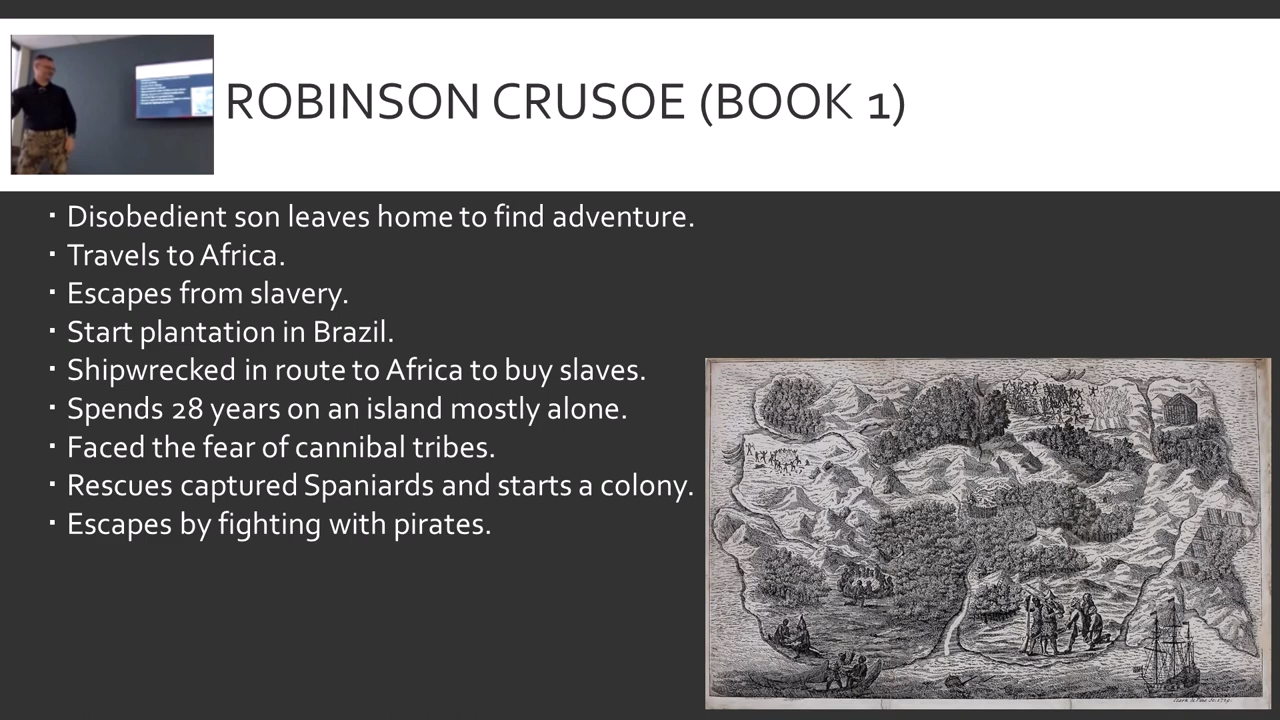 ROBINSON CRUSOE (BOOK 1)
Disobedient son leaves home to find adventure.
Travels to Africa.
Escapes from slavery.
Start plantation in Brazil.
Shipwrecked in route to Africa to buy slaves.
Spends 28 years on an island mostly alone.
Faced the fear of cannibal tribes.
Rescues captured Spaniards and starts a colony.
Escapes by fighting with pirates.